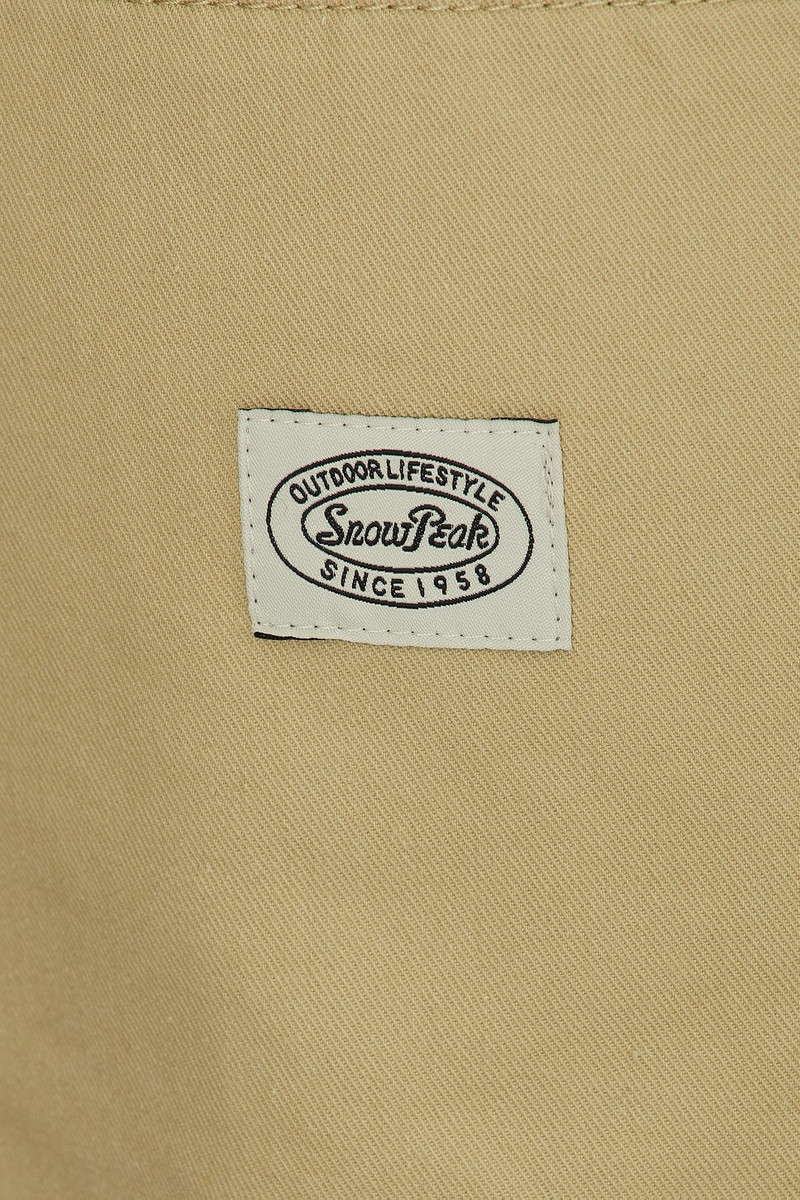 OUTDOOR LIFESTYLE
SnowPeak
SINCE 1958